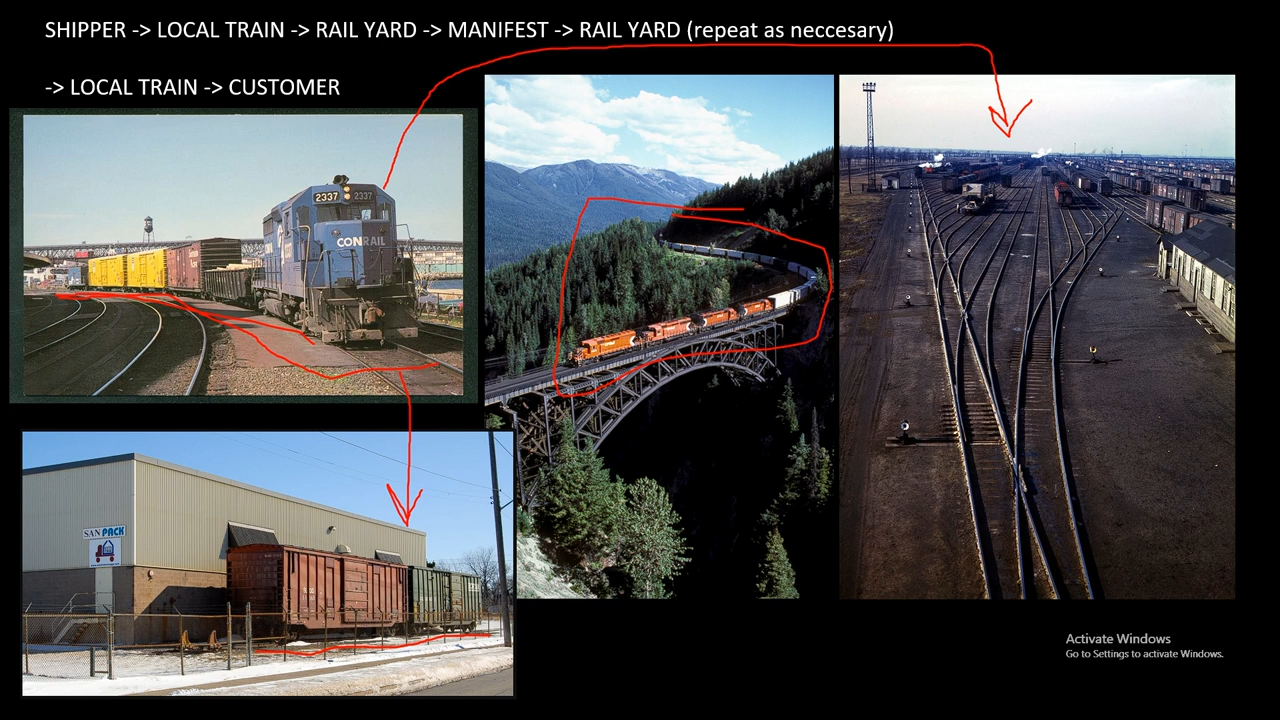 SHIPPER -> LOCAL TRAIN -> RAIL YARD -> MANIFEST -> RAIL YARD (repeat as neccesary)
-> LOCAL TRAIN -> CUSTOMER
2337 2337
CONRAIL
SAN PACK
Activate Windows
Go to Settings to activate Windows.